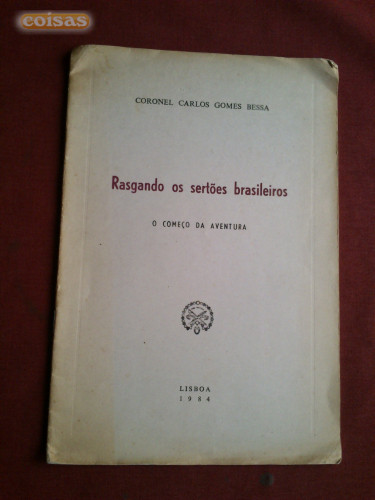 coisas
CORONEL CARLOS GOMES BESSA
Rasgando os sertões brasileiros
O COMEÇO DA AVENTURA
LISBOA
1984